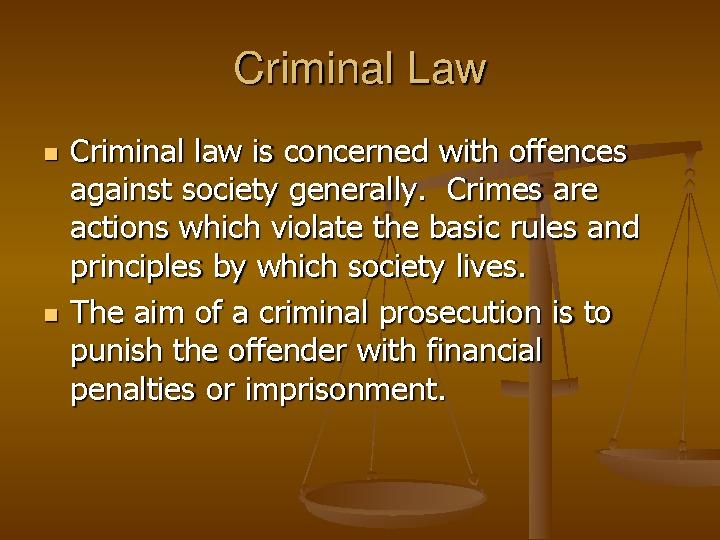 Criminal Law
Criminal law is concerned with offences
against society generally.  Crimes are
actions which violate the basic rules and
principles by which society lives.
The aim of a criminal prosecution is to
punish the offender with financial
penalties or imprisonment.